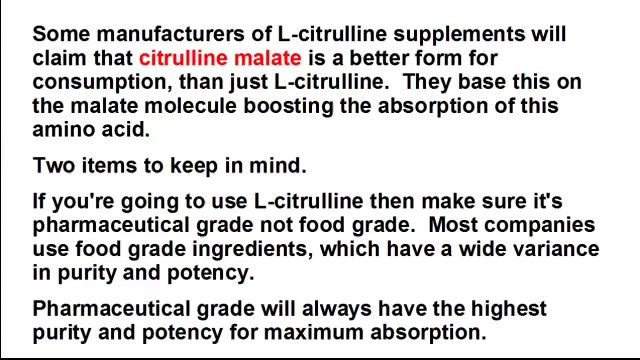 Some manufacturers of L-citrulline supplements will
claim that citrulline malate is a better form for
consumption, than just L-citrulline.  They base this on
the malate molecule boosting the absorption of this
amino acid.
Two items to keep in mind.
If you're going to use L-citrulline then make sure it's
pharmaceutical grade not food grade.  Most companies
use food grade ingredients, which have a wide variance
in purity and potency.
Pharmaceutical grade will always have the highest
purity and potency for maximum absorption.